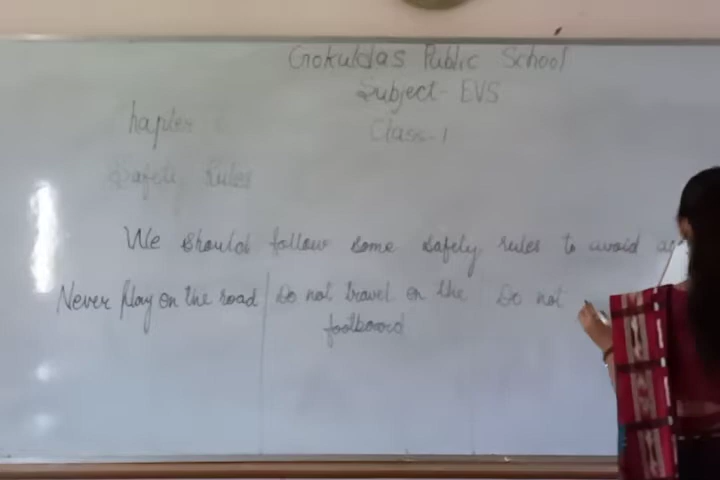 Gokuldas Public School
Subject- EVS
Class-1
hapter
Safety Rules
We should follow some safety rules to avoid
Never Play on the road
Do not travel on the
footboard
Do not